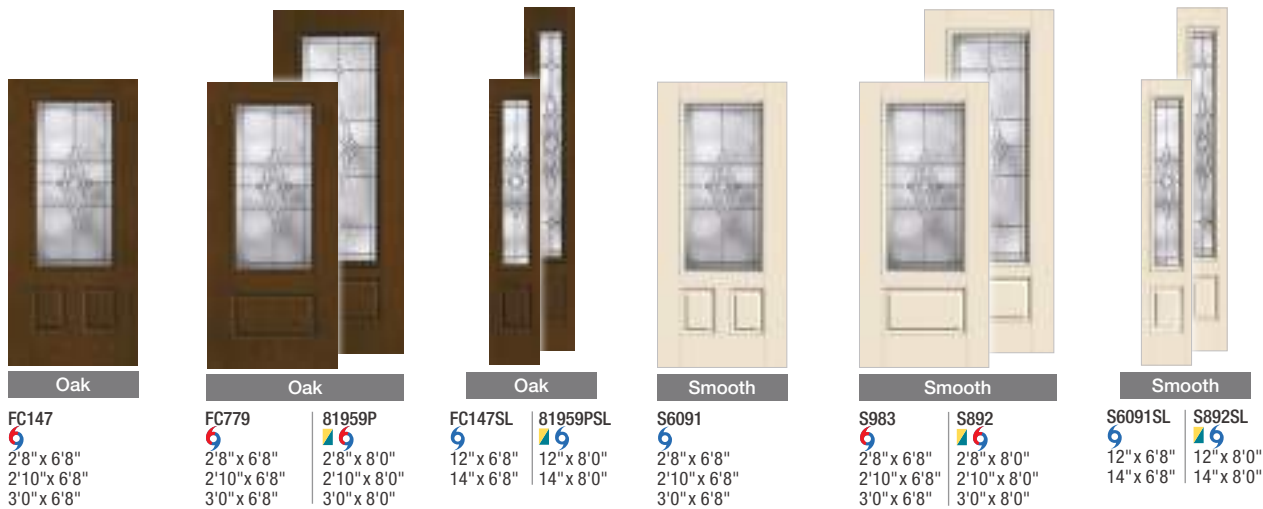 Oak
FC147
2'8" x 6'8"
2'10" x 6'8"
3'0" x 6'8"
Oak
FC779
2'8" x 6'8"
2'10" x 6'8"
3'0" x 6'8"
81959P
2'8" x 8'0"
2'10" x 8'0"
3'0" x 8'0"
Oak
FC147SL
12" x 6'8"
14" x 6'8"
81959PSL
12" x 8'0"
14" x 8'0"
Smooth
S6091
2'8" x 6'8"
2'10" x 6'8"
3'0" x 6'8"
Smooth
S983
2'8" x 6'8"
2'10" x 6'8"
3'0" x 6'8"
S892
2'8" x 8'0"
2'10" x 8'0"
3'0" x 8'0"
Smooth
S6091SL
12" x 6'8"
14" x 6'8"
S892SL
12" x 8'0"
14" x 8'0"